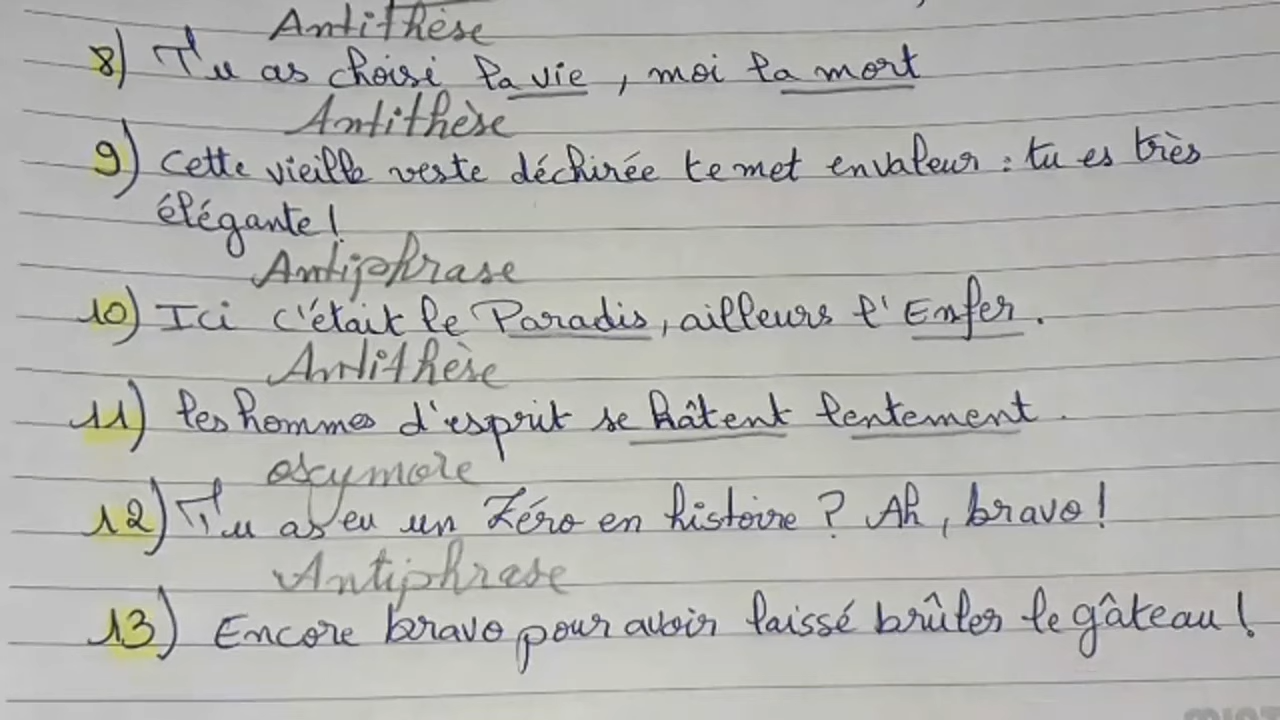 Antithèse
8) Tu as choisi la vie, moi la mort
Antithèse
9) Cette vieille veste déchirée te met en valeur : tu es très
élégante !
Antiphrase
10) Ici c'était le Paradis, ailleurs l'Enfer.
Antithèse
11) les hommes d'esprit se hâtent lentement.
oxymore
12) Tu as eu un Zéro en histoire ? Ah, bravo !
Antiphrase
13) Encore bravo pour avoir laissé brûler le gâteau !